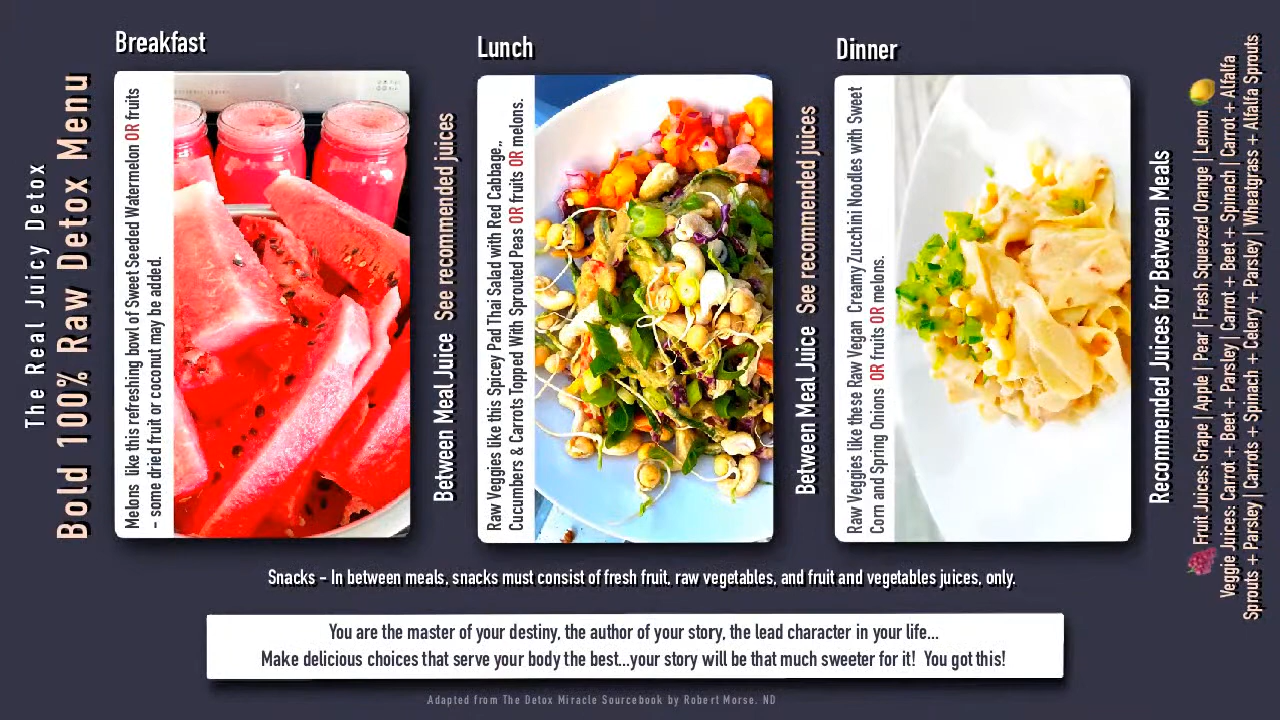 The Real Juicy Detox
Bold 100% Raw Detox Menu
Breakfast
Melons like this refreshing bowl of Sweet Seeded Watermelon OR fruits
– some dried fruit or coconut may be added.
Between Meal Juice See recommended juices
Lunch
Raw Veggies like this Spicey Pad Thai Salad with Red Cabbage,
Cucumbers & Carrots Topped With Sprouted Peas OR fruits OR melons.
Between Meal Juice See recommended juices
Dinner
Raw Veggies like these Raw Vegan Creamy Zucchini Noodles with Sweet
Corn and Spring Onions OR fruits OR melons.
Recommended Juices for Between Meals
Fruit Juices: Grape | Apple | Pear | Fresh Squeezed Orange | Lemon
Veggie Juices: Carrot + Beet + Parsley | Carrot + Beet + Spinach | Carrot + Alfalfa
Sprouts + Parsley | Carrots + Spinach + Celery + Parsley | Wheatgrass + Alfalfa Sprouts
Snacks – In between meals, snacks must consist of fresh fruit, raw vegetables, and fruit and vegetables juices, only.
You are the master of your destiny, the author of your story, the lead character in your life...
Make delicious choices that serve your body the best...your story will be that much sweeter for it! You got this!
Adapted from The Detox Miracle Sourcebook by Robert Morse. ND